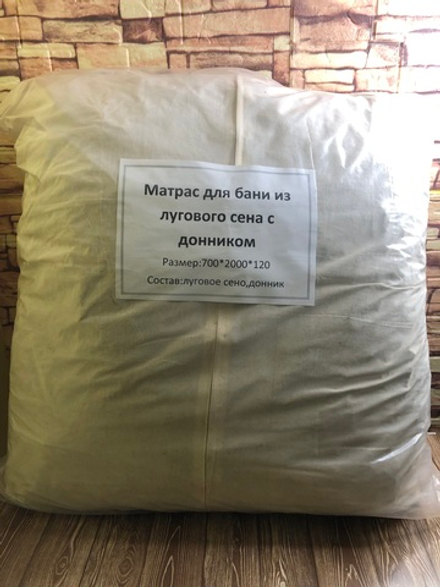 Матрас для бани из
лугового сена с
донником
Размер:700*2000*120
Состав:луговое сено,донник